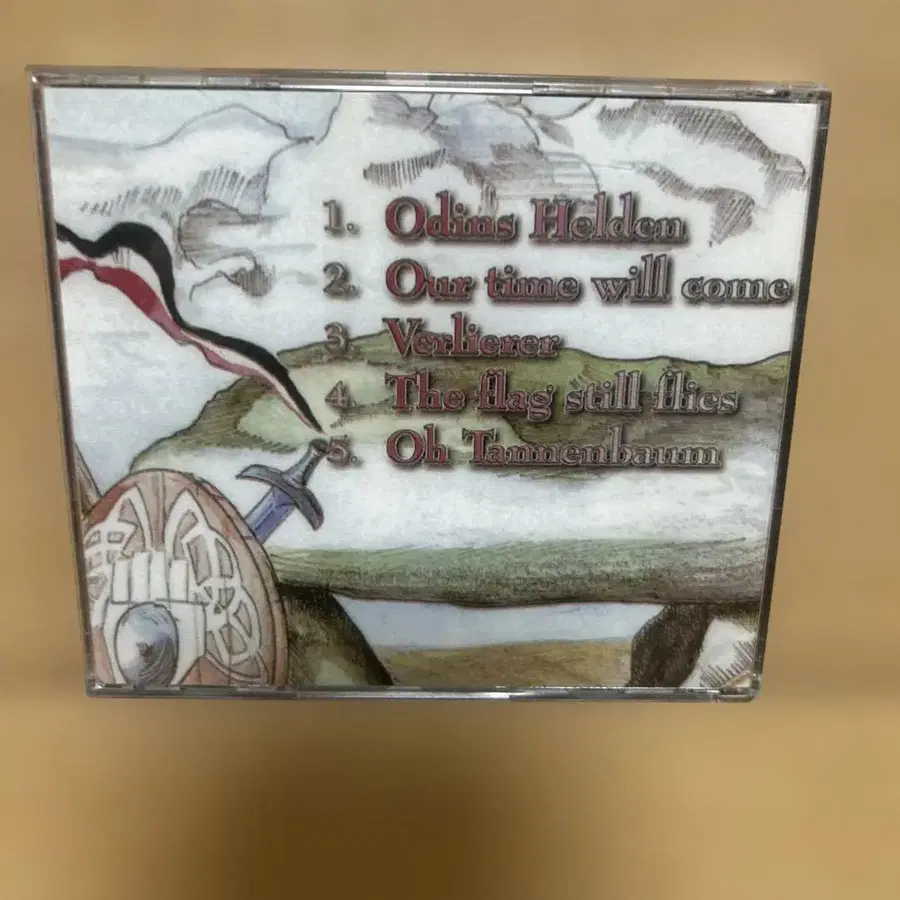 1. Odins Helden
2. Our time will come
3. Verlierer
4. The flag still flies
5. Oh Tannenbaum